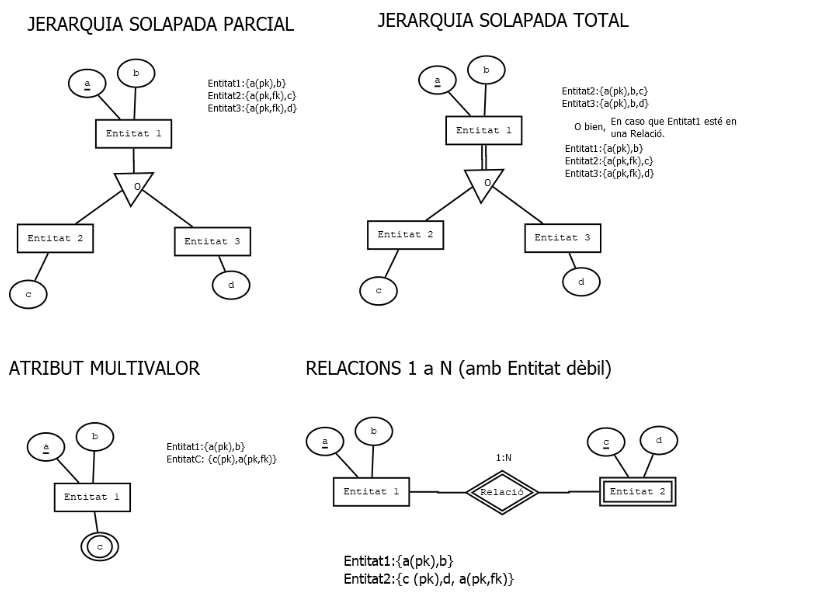 JERARQUIA SOLAPADA PARCIAL
a
b
Entitat1:{a(pk),b}
Entitat2:{a(pk,fk),c}
Entitat3:{a(pk,fk),d}
Entitat 1
O
Entitat 2
Entitat 3
c
d
JERARQUIA SOLAPADA TOTAL
a
b
Entitat2:{a(pk),b,c}
Entitat3:{a(pk),b,d}
O bien, En caso que Entitat1 esté en
una Relació.
Entitat1:{a(pk),b}
Entitat2:{a(pk,fk),c}
Entitat3:{a(pk,fk),d}
Entitat 1
O
Entitat 2
Entitat 3
c
d
ATRIBUT MULTIVALOR
a
b
Entitat1:{a(pk),b}
EntitatC: {c(pk),a(pk,fk)}
Entitat 1
c
RELACIONS 1 a N (amb Entitat dèbil)
a
b
c
d
1:N
Entitat 1
Relació
Entitat 2
Entitat1:{a(pk),b}
Entitat2:{c (pk),d, a(pk,fk)}